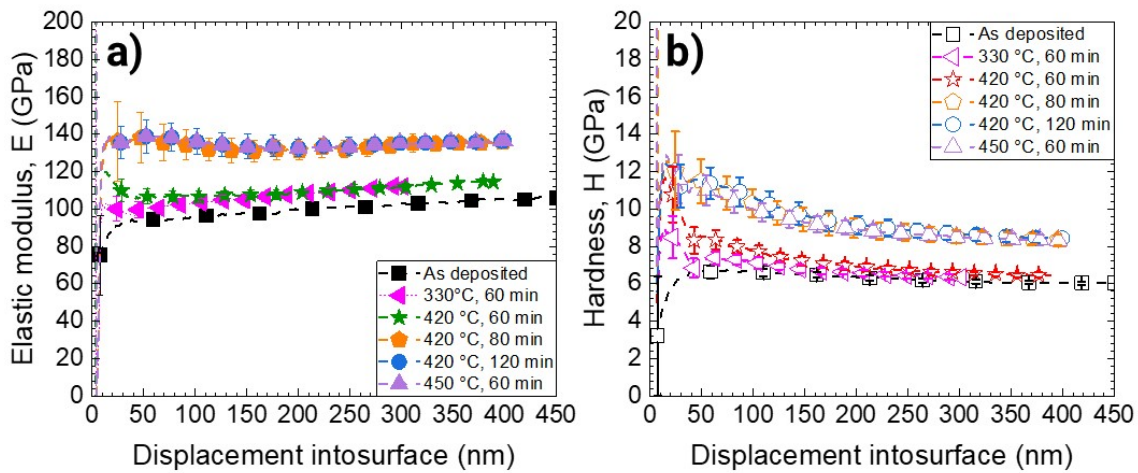 a)
Elastic modulus, E (GPa)
200
180
160
140
120
100
80
60
40
20
0
As deposited
330°C, 60 min
420 °C, 60 min
420 °C, 80 min
420 °C, 120 min
450 °C, 60 min
0 50 100 150 200 250 300 350 400 450
Displacement intosurface (nm)
b)
Hardness, H (GPa)
20
18
16
14
12
10
8
6
4
2
0
As deposited
330 °C, 60 min
420 °C, 60 min
420 °C, 80 min
420 °C, 120 min
450 °C, 60 min
0 50 100 150 200 250 300 350 400 450
Displacement intosurface (nm)